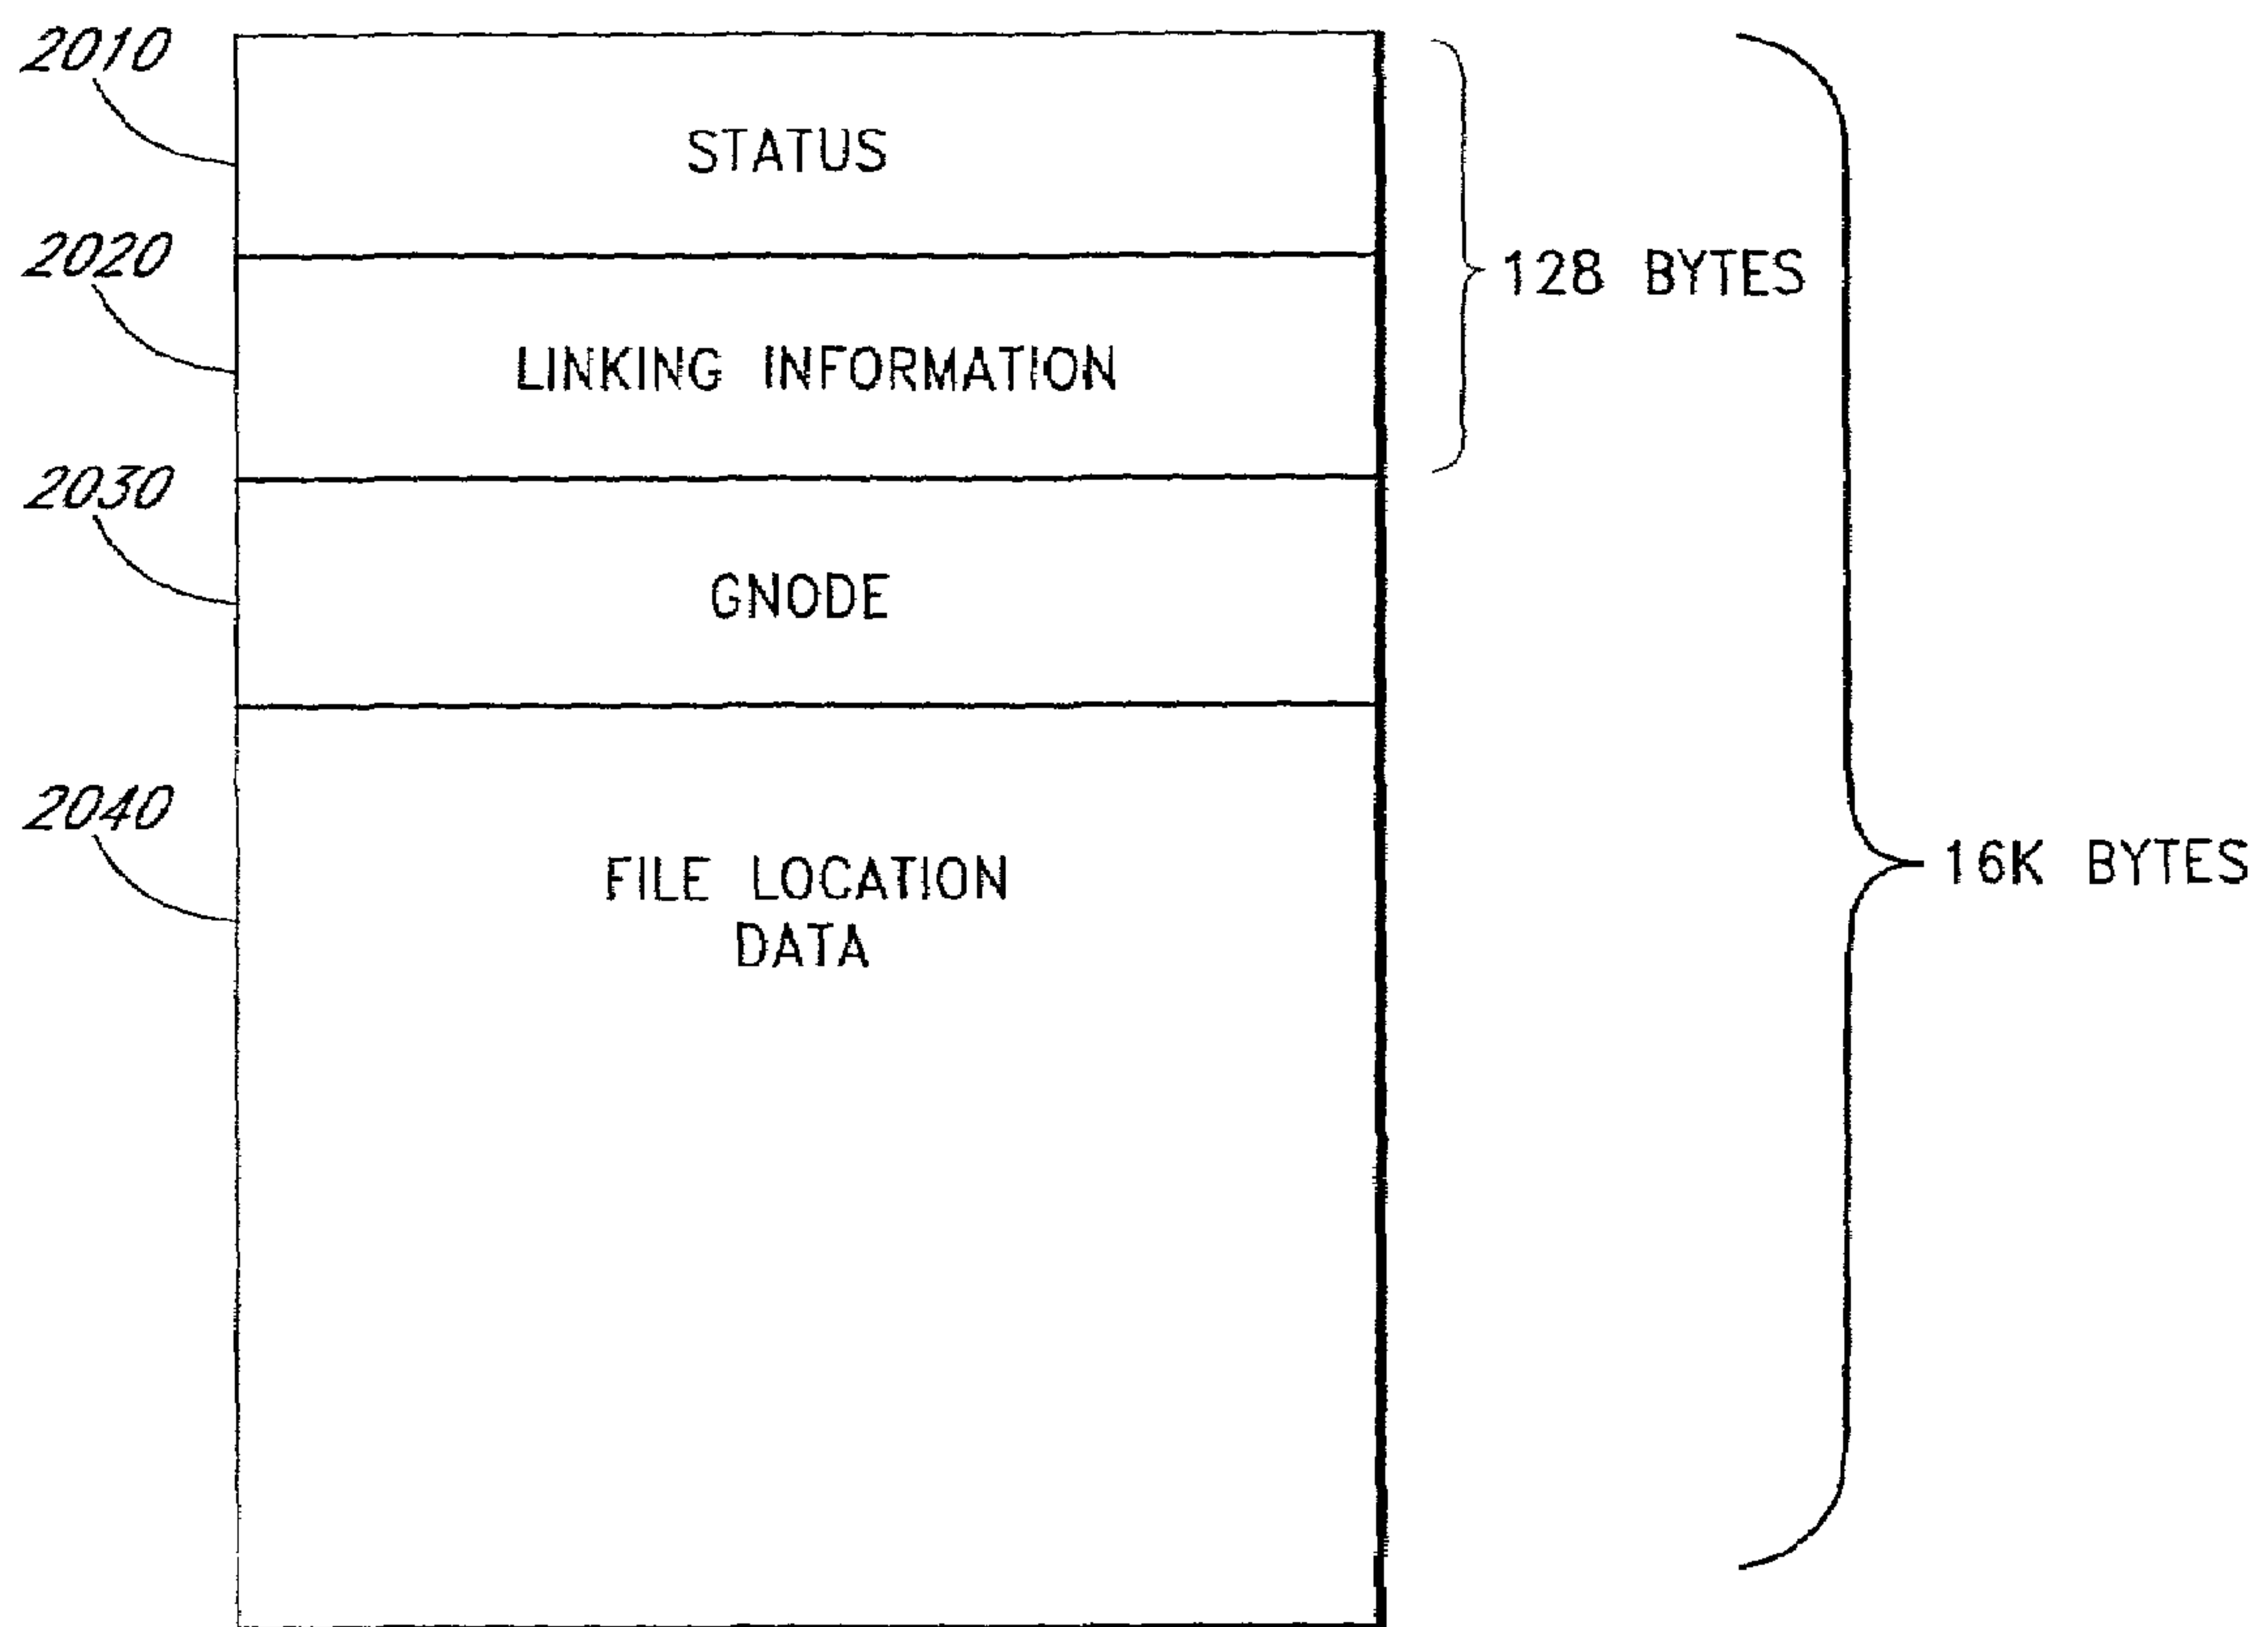 2010
STATUS
2020
128 BYTES
LINKING INFORMATION
2030
GNODE
2040
16K BYTES
FILE LOCATION
DATA